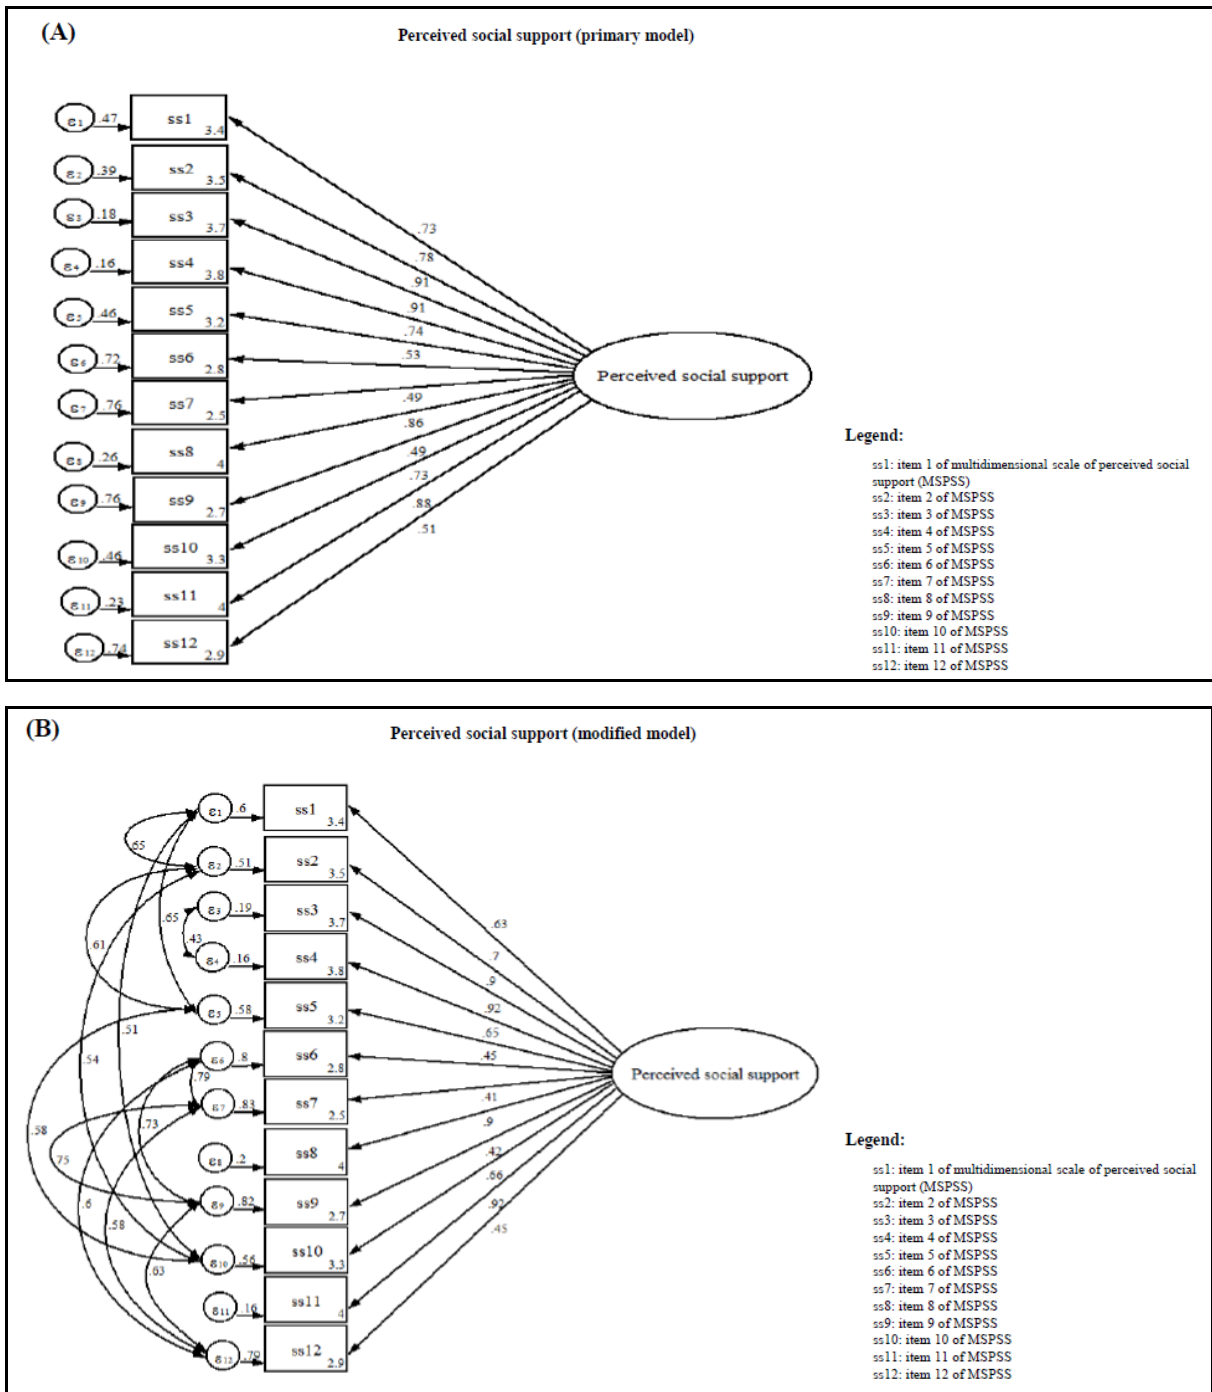 (A)
Perceived social support (primary model)
ε1 .47 ss1 3.4
ε2 .39 ss2 3.5
ε3 .18 ss3 3.7
ε4 .16 ss4 3.8
ε5 .46 ss5 3.2
ε6 .72 ss6 2.8
ε7 .76 ss7 2.5
ε8 .26 ss8 4
ε9 .76 ss9 2.7
ε10 .46 ss10 3.3
ε11 .23 ss11 4
ε12 .74 ss12 2.9
.73
.78
.91
.91
.74
.53
.49
.86
.49
.73
.88
.51
Perceived social support
Legend:
ss1: item 1 of multidimensional scale of perceived social
support (MSPSS)
ss2: item 2 of MSPSS
ss3: item 3 of MSPSS
ss4: item 4 of MSPSS
ss5: item 5 of MSPSS
ss6: item 6 of MSPSS
ss7: item 7 of MSPSS
ss8: item 8 of MSPSS
ss9: item 9 of MSPSS
ss10: item 10 of MSPSS
ss11: item 11 of MSPSS
ss12: item 12 of MSPSS
(B)
Perceived social support (modified model)
ε1 .6 ss1 3.4
ε2 .51 ss2 3.5
ε3 .19 ss3 3.7
ε4 .16 ss4 3.8
ε5 .58 ss5 3.2
ε6 .8 ss6 2.8
ε7 .83 ss7 2.5
ε8 .2 ss8 4
ε9 .82 ss9 2.7
ε10 .56 ss10 3.3
ε11 .16 ss11 4
ε12 .79 ss12 2.9
.65
.65
.43
.61
.51
.54
.79
.73
.58
.75
.6
.58
.63
.63
.7
.9
.92
.65
.45
.41
.9
.42
.66
.92
.45
Perceived social support
Legend:
ss1: item 1 of multidimensional scale of perceived social
support (MSPSS)
ss2: item 2 of MSPSS
ss3: item 3 of MSPSS
ss4: item 4 of MSPSS
ss5: item 5 of MSPSS
ss6: item 6 of MSPSS
ss7: item 7 of MSPSS
ss8: item 8 of MSPSS
ss9: item 9 of MSPSS
ss10: item 10 of MSPSS
ss11: item 11 of MSPSS
ss12: item 12 of MSPSS